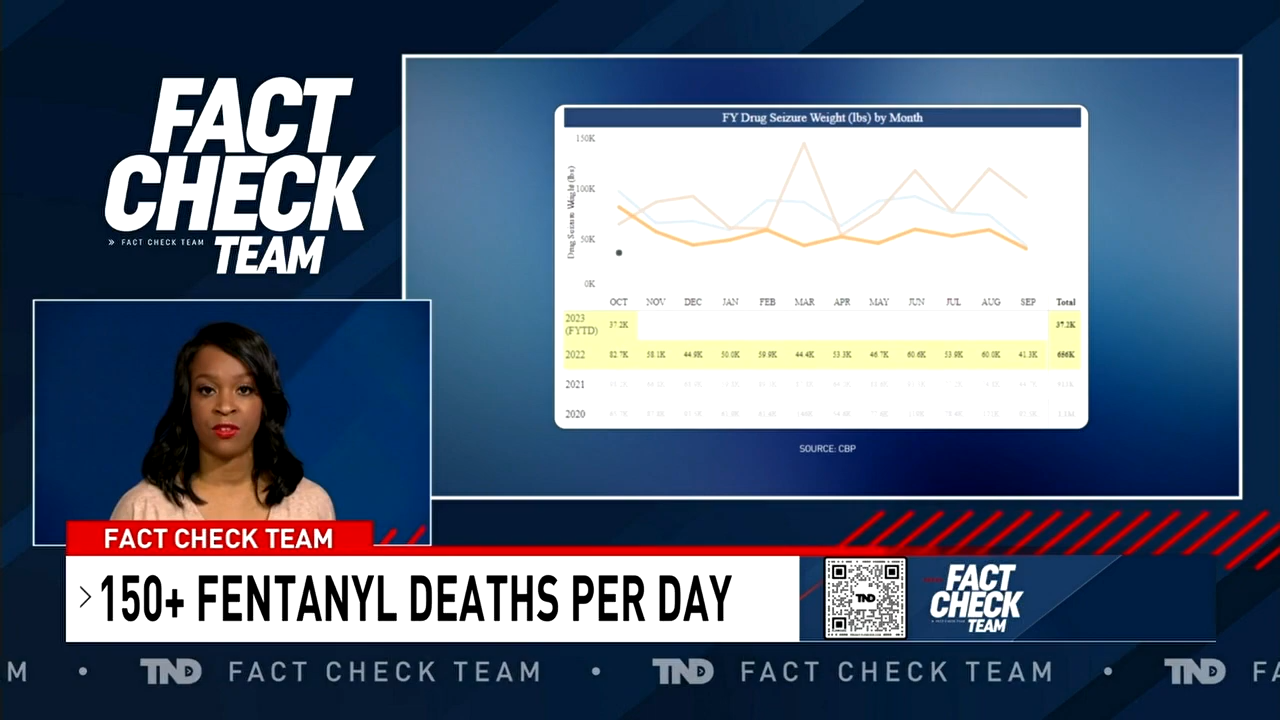 FACT
CHECK
» FACT CHECK TEAM
TEAM
FY Drug Seizure Weight (lbs) by Month
Drug Seizure Weight (lbs)
150K
100K
50K
0K
OCT NOV DEC JAN FEB MAR APR MAY JUN JUL AUG SEP Total
2023
(FYTD) 37.2K 37.2K
2022 82.7K 58.1K 44.9K 50.0K 59.9K 44.4K 53.3K 46.7K 60.6K 53.9K 60.0K 41.3K 656K
2021
2020
SOURCE: CBP
FACT CHECK TEAM
150+ FENTANYL DEATHS PER DAY
TND
FACT
CHECK
TEAM
M • TND FACT CHECK TEAM • TND FACT CHECK TEAM • TND FA